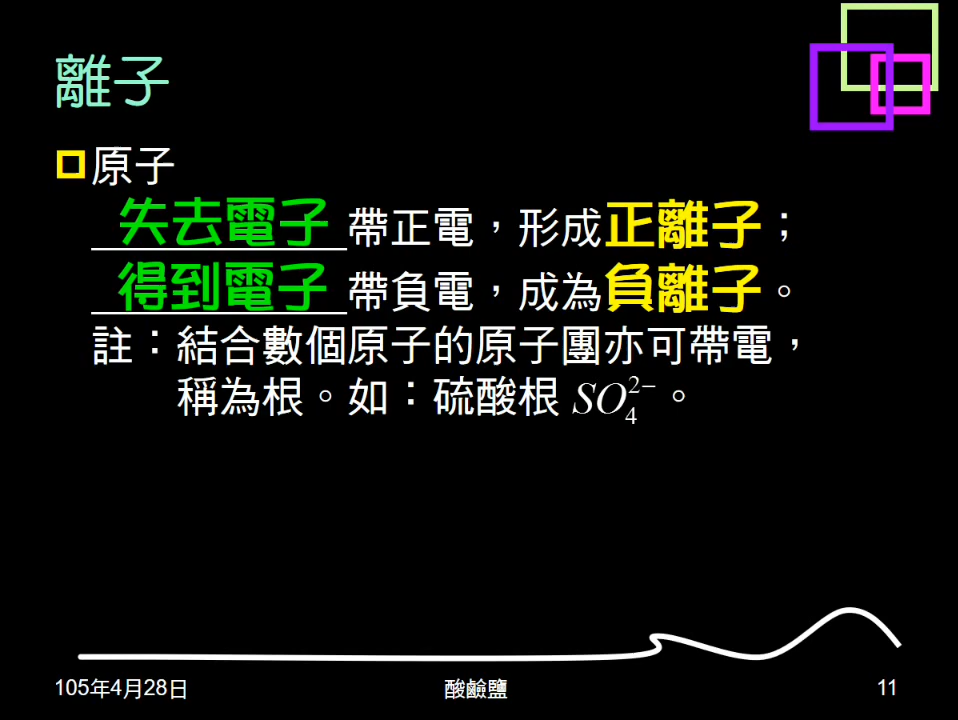 離子
原子
失去電子 帶正電，形成正離子；
得到電子 帶負電，成為負離子。
註：結合數個原子的原子團亦可帶電，
稱為根。如：硫酸根 SO₄²⁻。
105年4月28日
酸鹼鹽
11